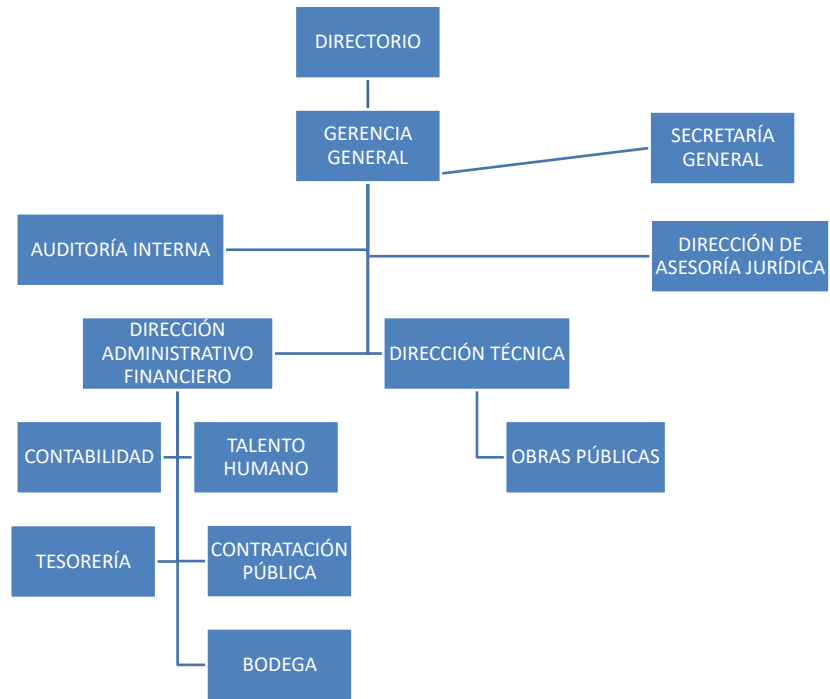 DIRECTORIO
GERENCIA
GENERAL
SECRETARÍA
GENERAL
AUDITORÍA INTERNA
DIRECCIÓN DE
ASESORÍA JURÍDICA
DIRECCIÓN
ADMINISTRATIVO
FINANCIERO
DIRECCIÓN TÉCNICA
CONTABILIDAD
TALENTO
HUMANO
OBRAS PÚBLICAS
TESORERÍA
CONTRATACIÓN
PÚBLICA
BODEGA